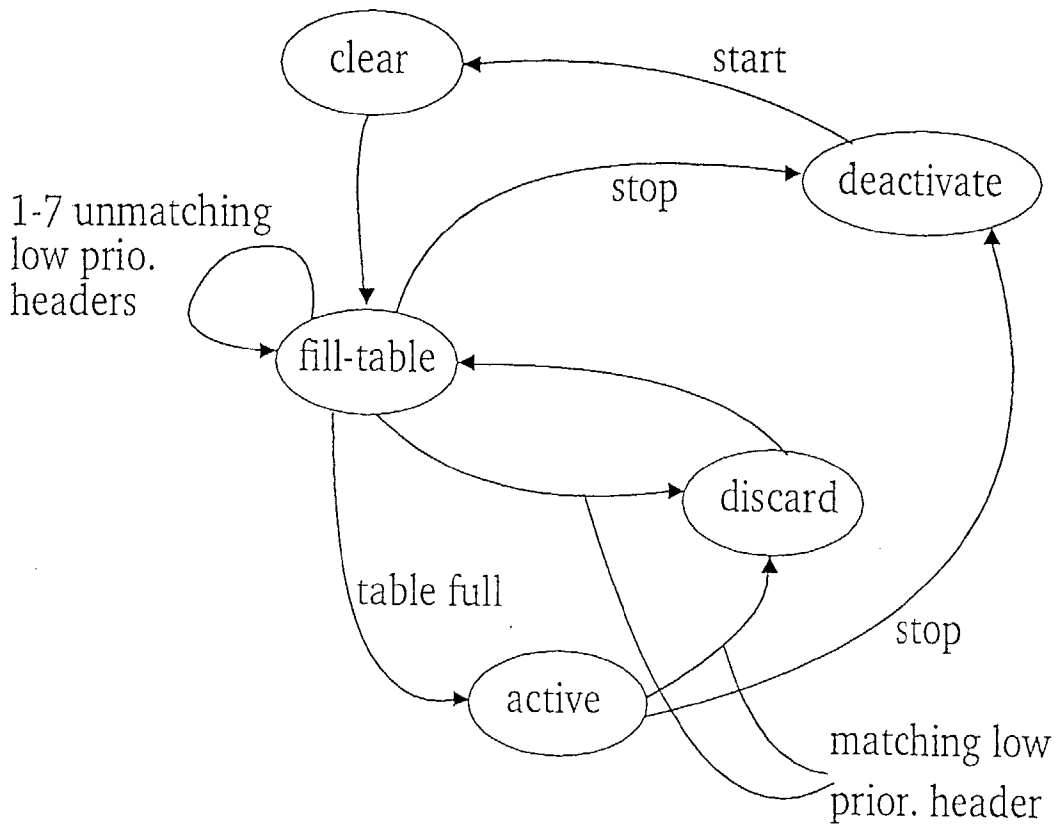 clear
start
deactivate
stop
1-7 unmatching
low prio.
headers
fill-table
discard
table full
stop
active
matching low
prior. header